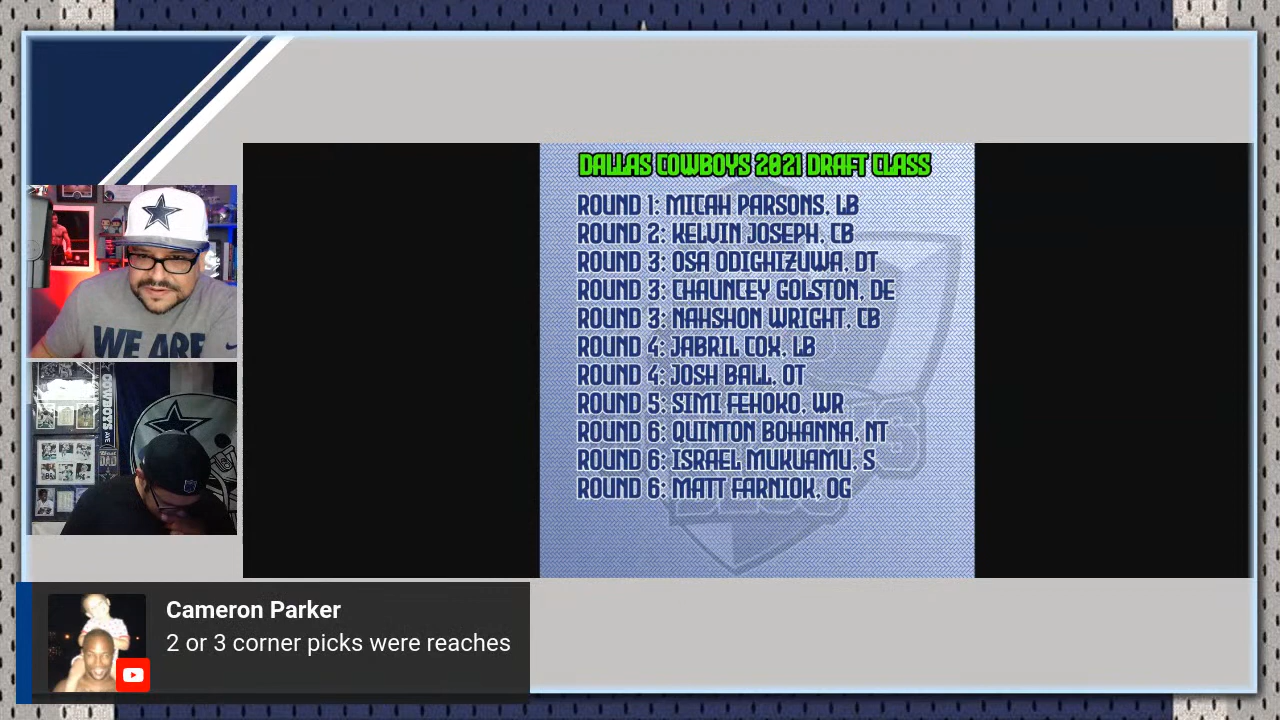 DALLAS COWBOYS 2021 DRAFT CLASS
ROUND 1: MICAH PARSONS, LB
ROUND 2: KELVIN JOSEPH, CB
ROUND 3: OSA ODIGHIZUWA, DT
ROUND 3: CHAUNCEY GOLSTON, DE
ROUND 3: NAHSHON WRIGHT, CB
ROUND 4: JABRIL COX, LB
ROUND 4: JOSH BALL, OT
ROUND 5: SIMI FEHOKO, WR
ROUND 6: QUINTON BOHANNA, NT
ROUND 6: ISRAEL MUKUAMU, S
ROUND 6: MATT FARNIOK, OG
WE ARE
COWBOYS
Cameron Parker
2 or 3 corner picks were reaches